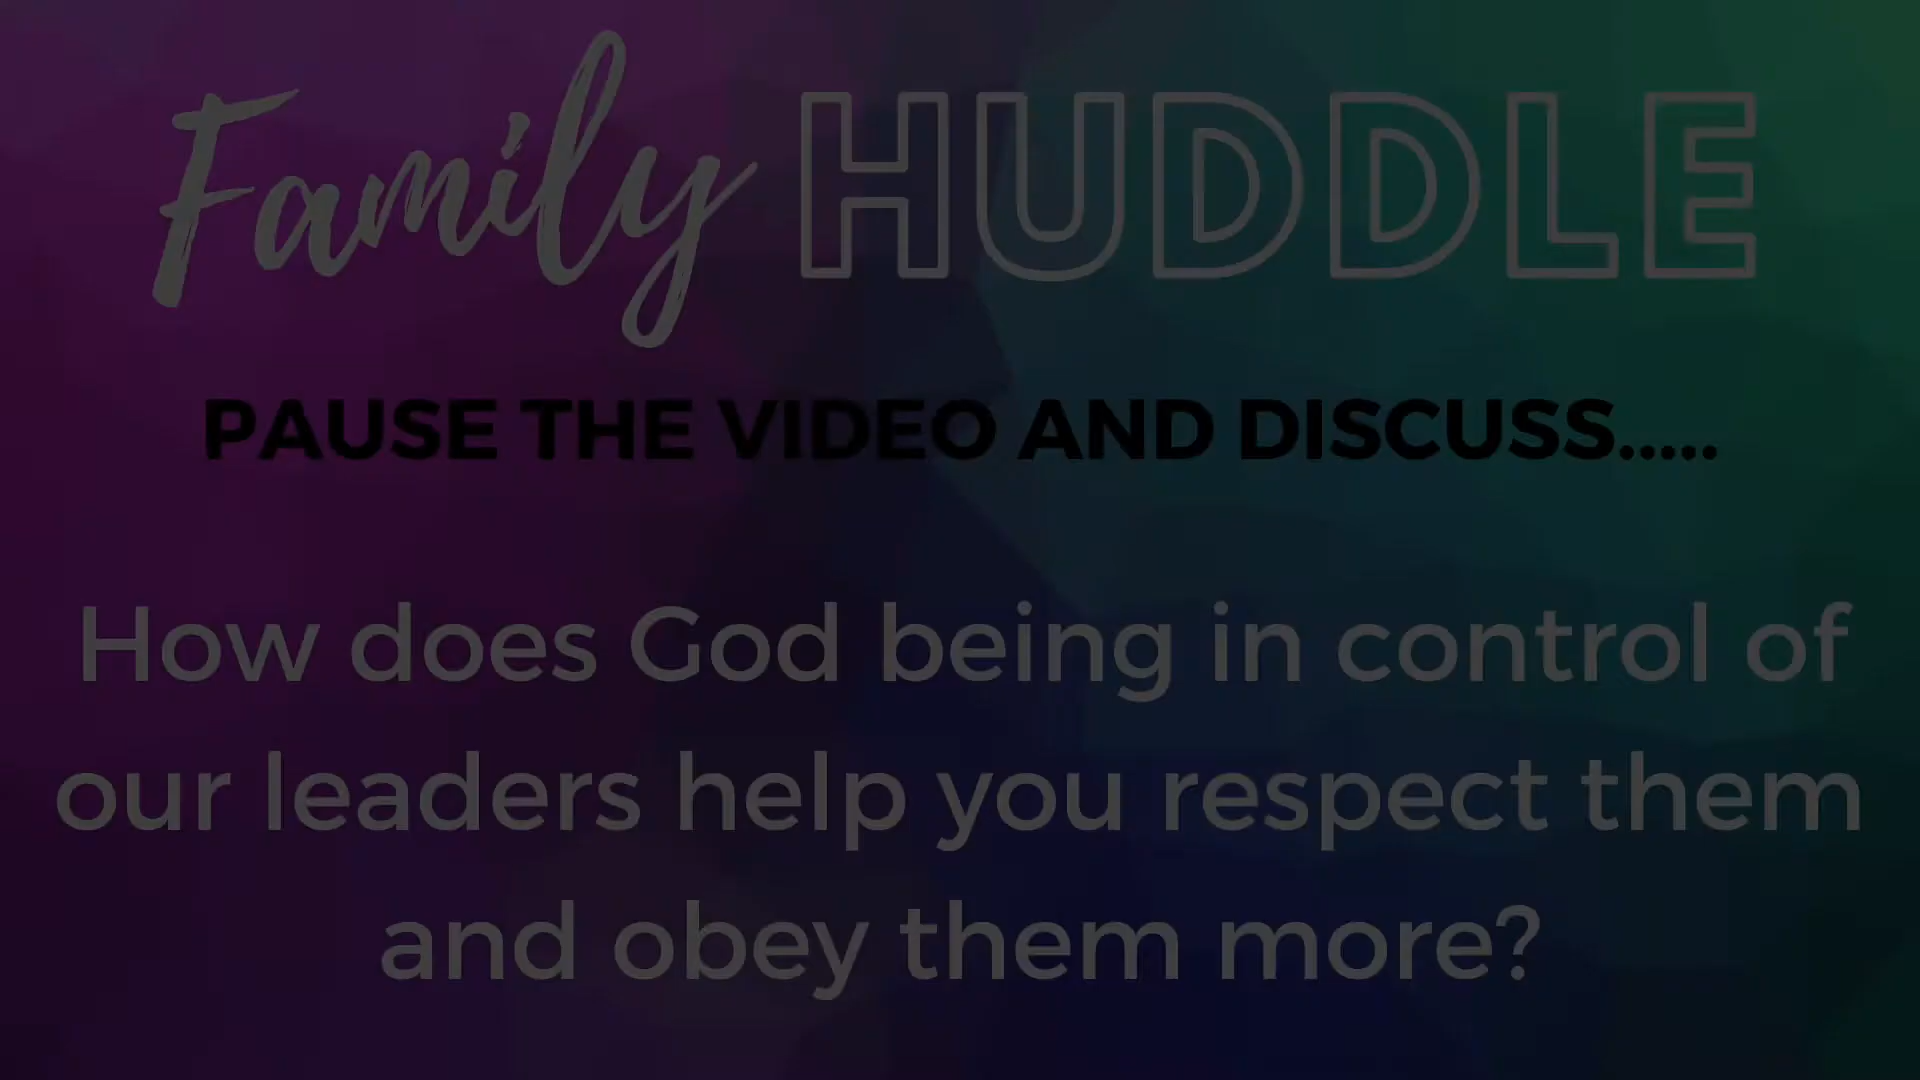 Family HUDDLE
PAUSE THE VIDEO AND DISCUSS.....
How does God being in control of
our leaders help you respect them
and obey them more?